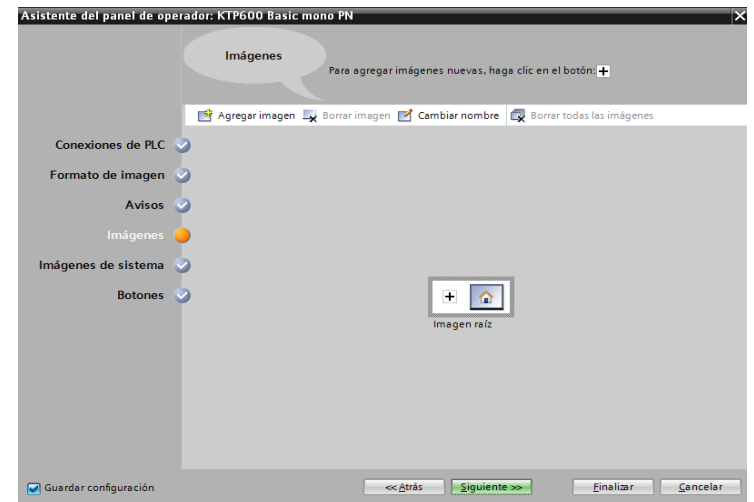 Asistente del panel de operador: KTP600 Basic mono PN
Imágenes
Para agregar imágenes nuevas, haga clic en el botón:
Agregar imagen Borrar imagen Cambiar nombre Borrar todas las imágenes
Conexiones de PLC
Formato de imagen
Avisos
Imágenes
Imágenes de sistema
Botones
Imagen raíz
Guardar configuración
<< Atrás Siguiente >> Finalizar Cancelar